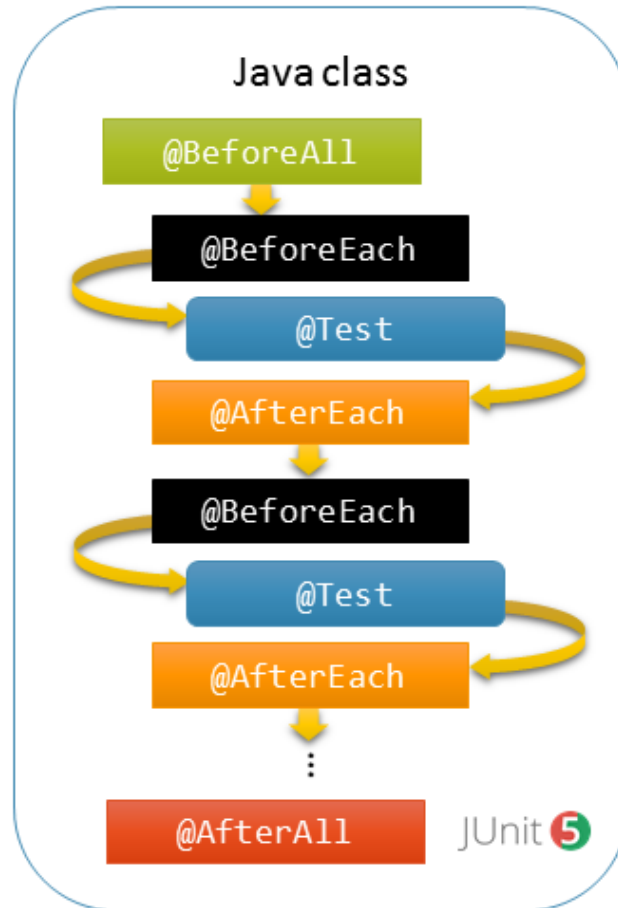 Java class
@BeforeAll
@BeforeEach
@Test
@AfterEach
@BeforeEach
@Test
@AfterEach
⋮
@AfterAll
JUnit 5